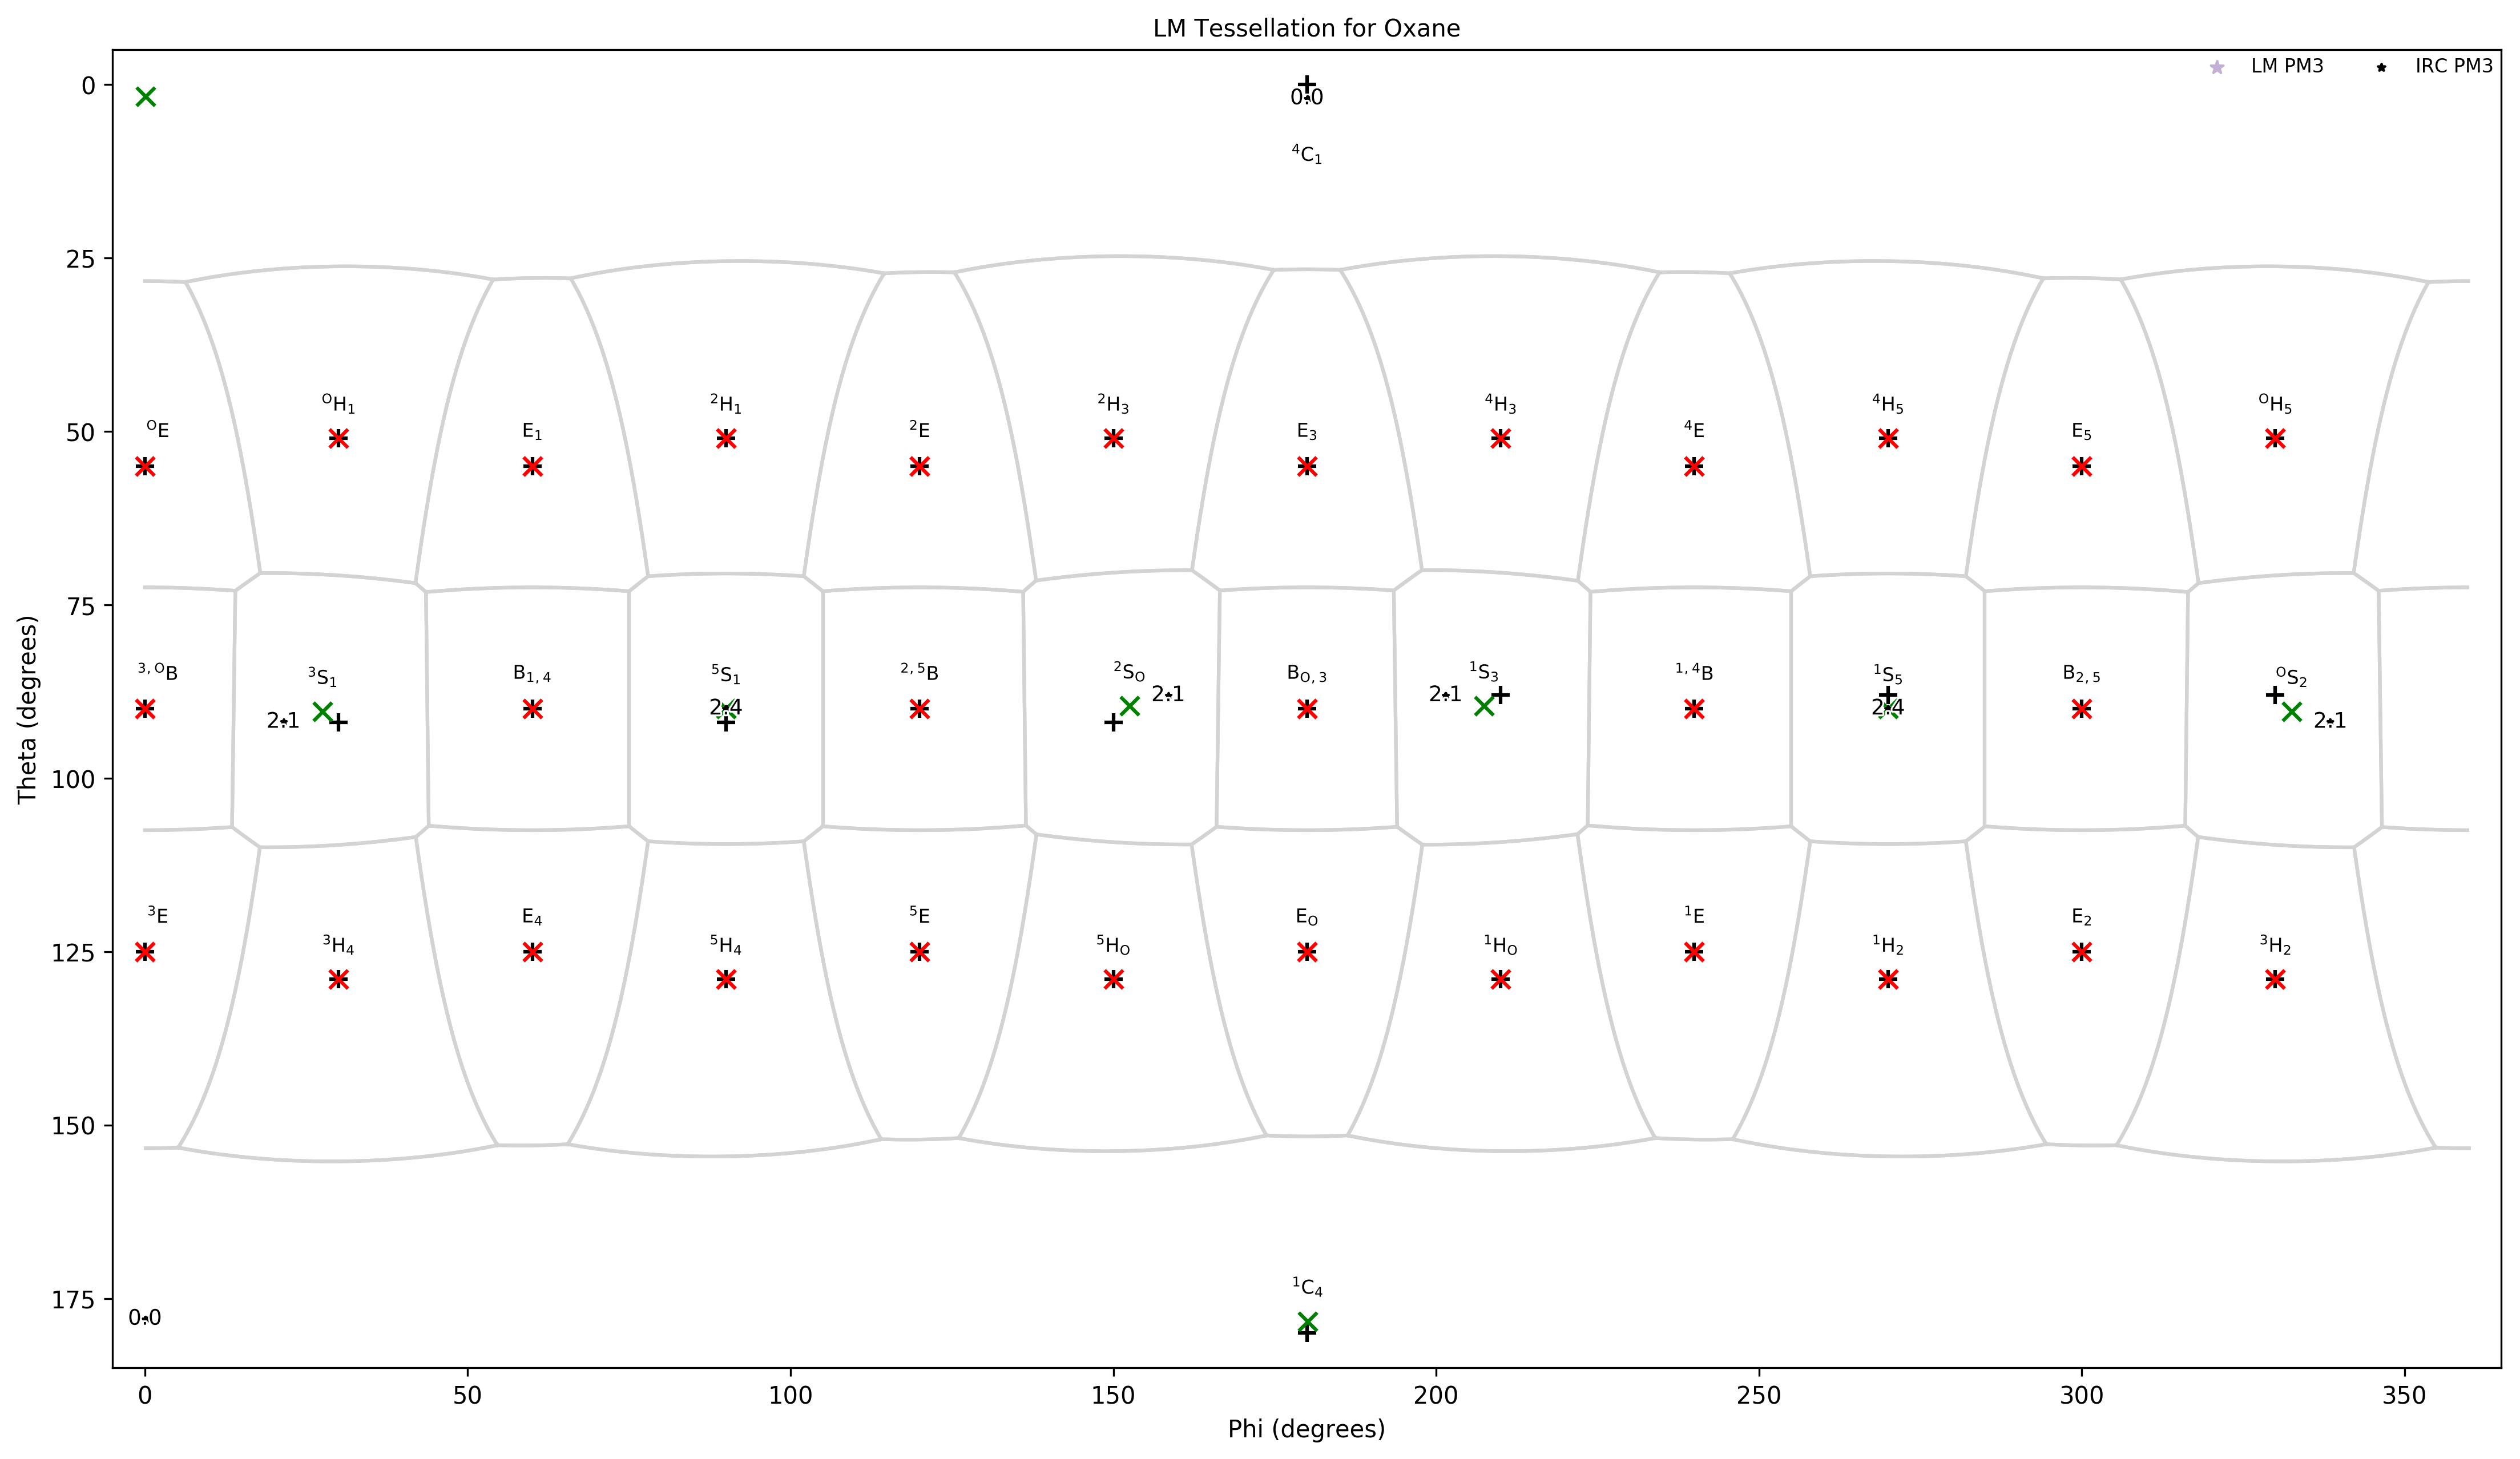 LM Tessellation for Oxane
LM PM3 IRC PM3
0
0.0
⁴C₁
25
ᴼH₁ ²H₁ ²H₃ ⁴H₃ ⁴H₅ ᴼH₅
ᴼE E₁ ²E E₃ ⁴E E₅
50
75
³,ᴼB ³S₁ B₁,₄ ⁵S₁ ²,⁵B ²Sₒ Bₒ,₃ ¹S₃ ¹,⁴B ¹S₅ B₂,₅ ᴼS₂
2.1 2.4 2.1 2.1 2.4 2.1
Theta (degrees)
100
³E E₄ ⁵E Eₒ ¹E E₂
³H₄ ⁵H₄ ⁵Hₒ ¹Hₒ ¹H₂ ³H₂
125
150
¹C₄
175
0.0
0 50 100 150 200 250 300 350
Phi (degrees)